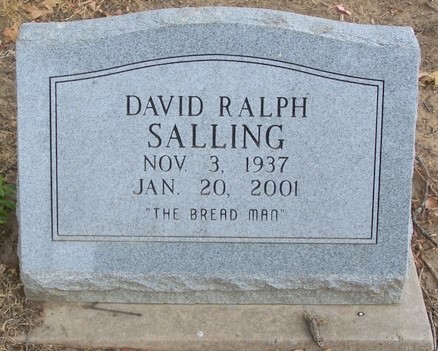 DAVID RALPH
SALLING
NOV. 3, 1937
JAN. 20, 2001
"THE BREAD MAN"